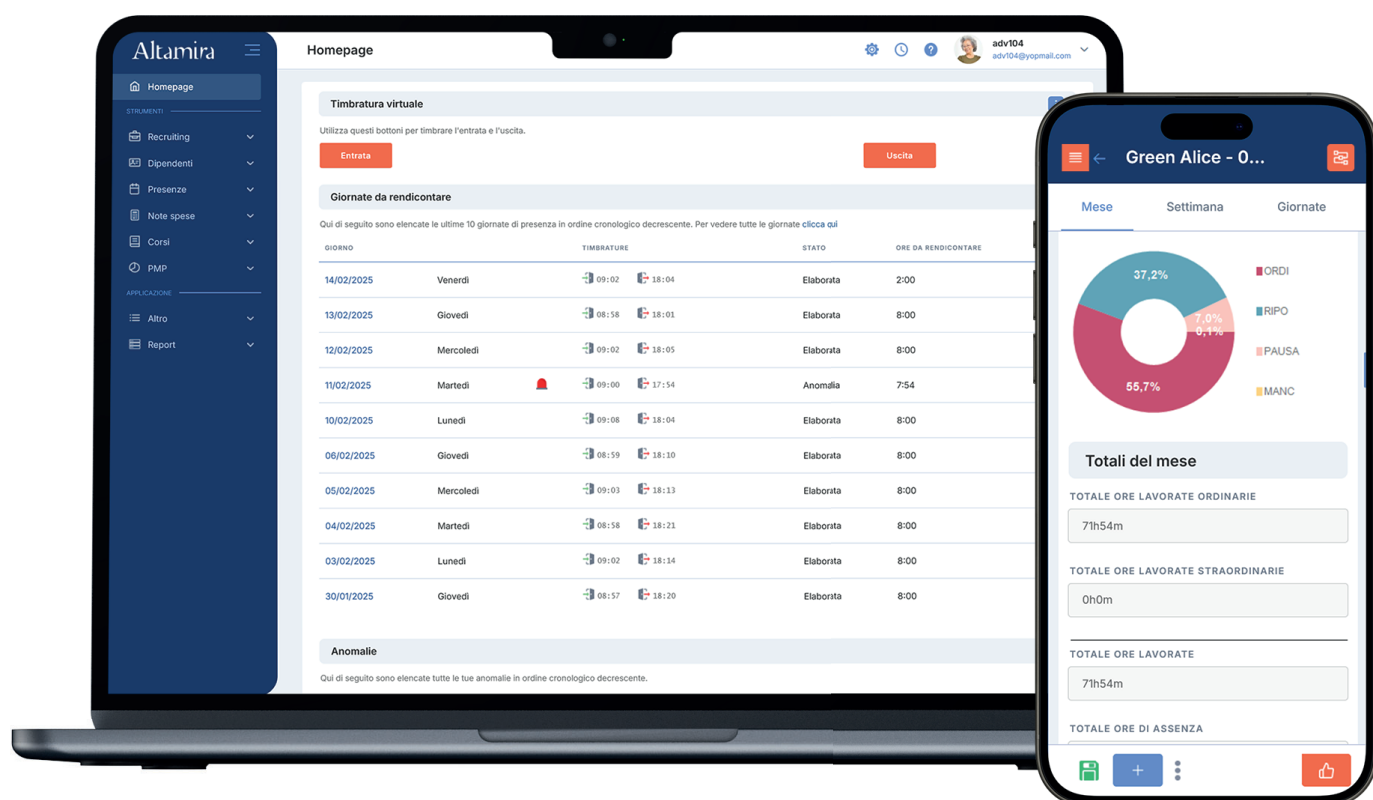 Altamira
Homepage
STRUMENTI
Recruiting
Dipendenti
Presenze
Note spese
Corsi
PMP
APPLICAZIONE
Altro
Report
Homepage
adv104
adv104@yopmail.com
Timbratura virtuale
Utilizza questi bottoni per timbrare l'entrata e l'uscita.
Entrata Uscita
Giornate da rendicontare
Qui di seguito sono elencate le ultime 10 giornate di presenza in ordine cronologico decrescente. Per vedere tutte le giornate clicca qui
GIORNO TIMBRATURE STATO ORE DA RENDICONTARE
14/02/2025 Venerdì 09:02 18:04 Elaborata 2:00
13/02/2025 Giovedì 08:58 18:01 Elaborata 8:00
12/02/2025 Mercoledì 09:02 18:05 Elaborata 8:00
11/02/2025 Martedì 09:00 17:54 Anomalia 7:54
10/02/2025 Lunedì 09:08 18:04 Elaborata 8:00
06/02/2025 Giovedì 08:59 18:10 Elaborata 8:00
05/02/2025 Mercoledì 09:03 18:13 Elaborata 8:00
04/02/2025 Martedì 08:58 18:21 Elaborata 8:00
03/02/2025 Lunedì 09:02 18:14 Elaborata 8:00
30/01/2025 Giovedì 08:57 18:20 Elaborata 8:00
Anomalie
Qui di seguito sono elencate tutte le tue anomalie in ordine cronologico decrescente.
Green Alice - 0...
Mese Settimana Giornate
37,2%
7,0%
0,1%
55,7%
ORDI
RIPO
PAUSA
MANC
Totali del mese
TOTALE ORE LAVORATE ORDINARIE
71h54m
TOTALE ORE LAVORATE STRAORDINARIE
0h0m
TOTALE ORE LAVORATE
71h54m
TOTALE ORE DI ASSENZA